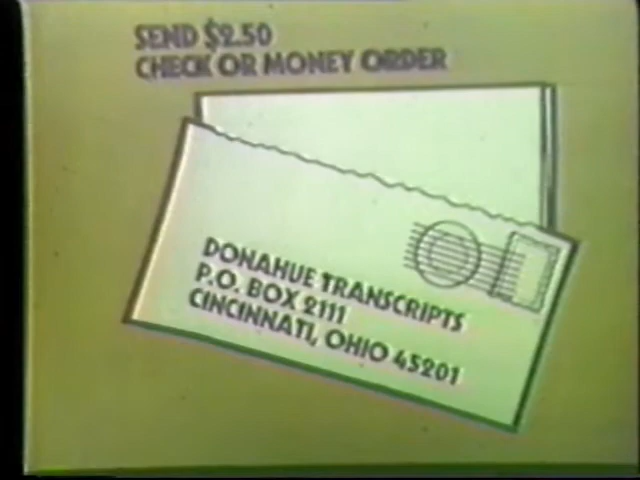 SEND $2.50
CHECK OR MONEY ORDER
DONAHUE TRANSCRIPTS
P.O. BOX 2111
CINCINNATI, OHIO 45201